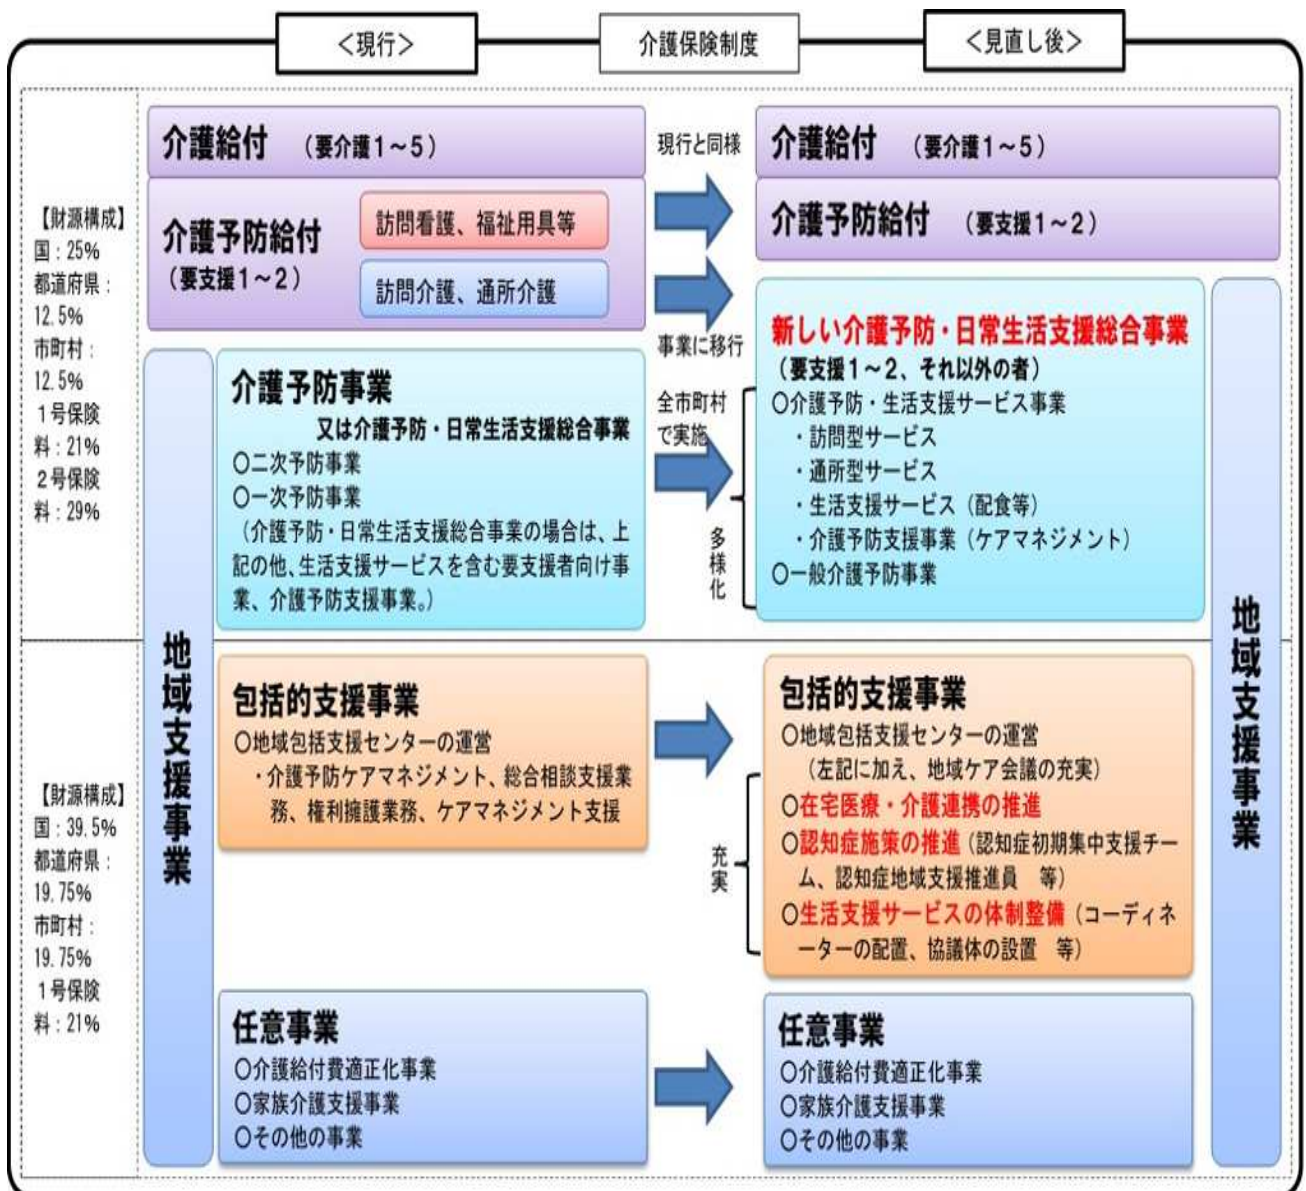 ＜現行＞
介護保険制度
＜見直し後＞
【財源構成】
国：25%
都道府県：
12.5%
市町村：
12.5%
１号保険
料：21%
２号保険
料：29%
介護給付　（要介護１～５）
介護予防給付
（要支援１～２）
訪問看護、福祉用具等
訪問介護、通所介護
現行と同様
事業に移行
全市町村
で実施
多様化
介護給付　（要介護１～５）
介護予防給付　（要支援１～２）
介護予防事業
又は介護予防・日常生活支援総合事業
○二次予防事業
○一次予防事業
（介護予防・日常生活支援総合事業の場合は、上
記の他、生活支援サービスを含む要支援者向け事
業、介護予防支援事業。）
新しい介護予防・日常生活支援総合事業
（要支援１～２、それ以外の者）
○介護予防・生活支援サービス事業
・訪問型サービス
・通所型サービス
・生活支援サービス（配食等）
・介護予防支援事業（ケアマネジメント）
○一般介護予防事業
地域支援事業
【財源構成】
国：39.5%
都道府県：
19.75%
市町村：
19.75%
１号保険
料：21%
包括的支援事業
○地域包括支援センターの運営
・介護予防ケアマネジメント、総合相談支援業
務、権利擁護業務、ケアマネジメント支援
充実
包括的支援事業
○地域包括支援センターの運営
（左記に加え、地域ケア会議の充実）
○在宅医療・介護連携の推進
○認知症施策の推進（認知症初期集中支援チー
ム、認知症地域支援推進員　等）
○生活支援サービスの体制整備（コーディネ
ーターの配置、協議体の設置　等）
任意事業
○介護給付費適正化事業
○家族介護支援事業
○その他の事業
任意事業
○介護給付費適正化事業
○家族介護支援事業
○その他の事業
地域支援事業